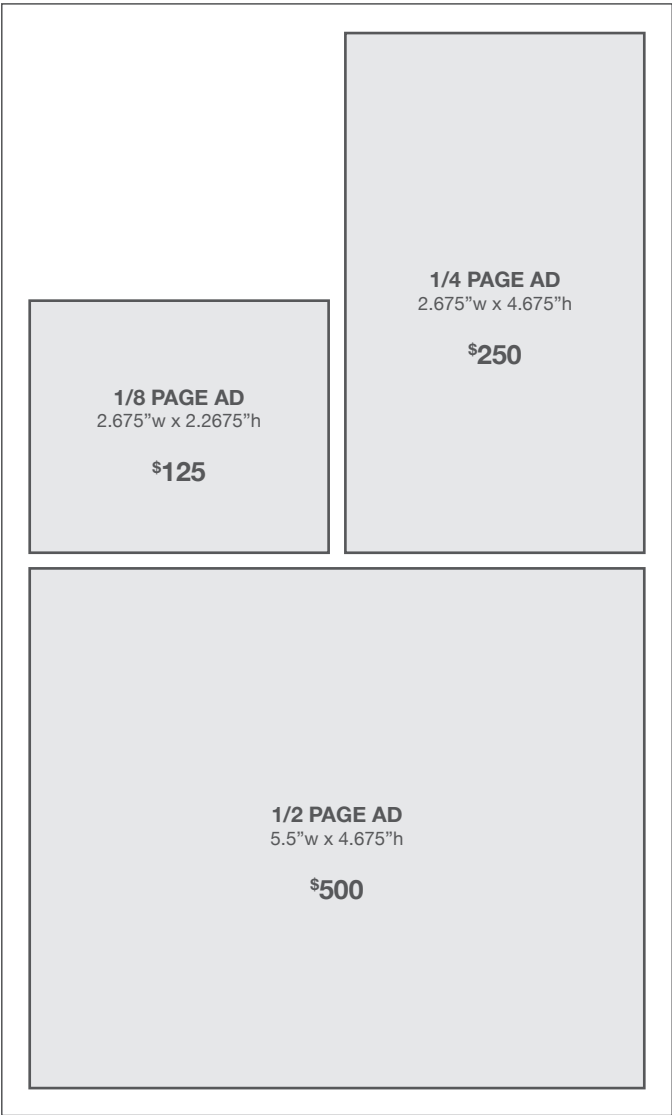 1/4 PAGE AD
2.675”w x 4.675”h
$250
1/8 PAGE AD
2.675”w x 2.2675”h
$125
1/2 PAGE AD
5.5”w x 4.675”h
$500